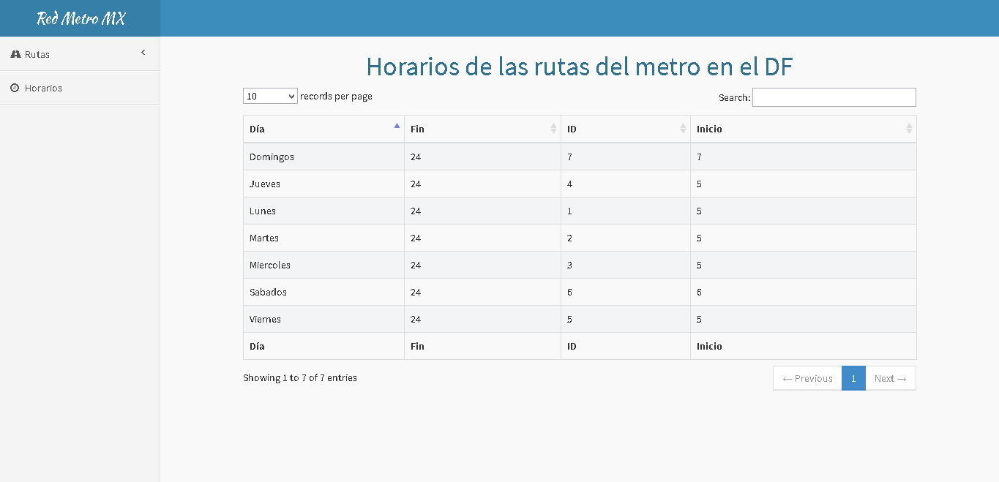 Red Metro MX
Rutas
Horarios
Horarios de las rutas del metro en el DF
10 records per page Search:
Día Fin ID Inicio
Domingos 24 7 7
Jueves 24 4 5
Lunes 24 1 5
Martes 24 2 5
Miercoles 24 3 5
Sabados 24 6 6
Viernes 24 5 5
Día Fin ID Inicio
Showing 1 to 7 of 7 entries ← Previous 1 Next →